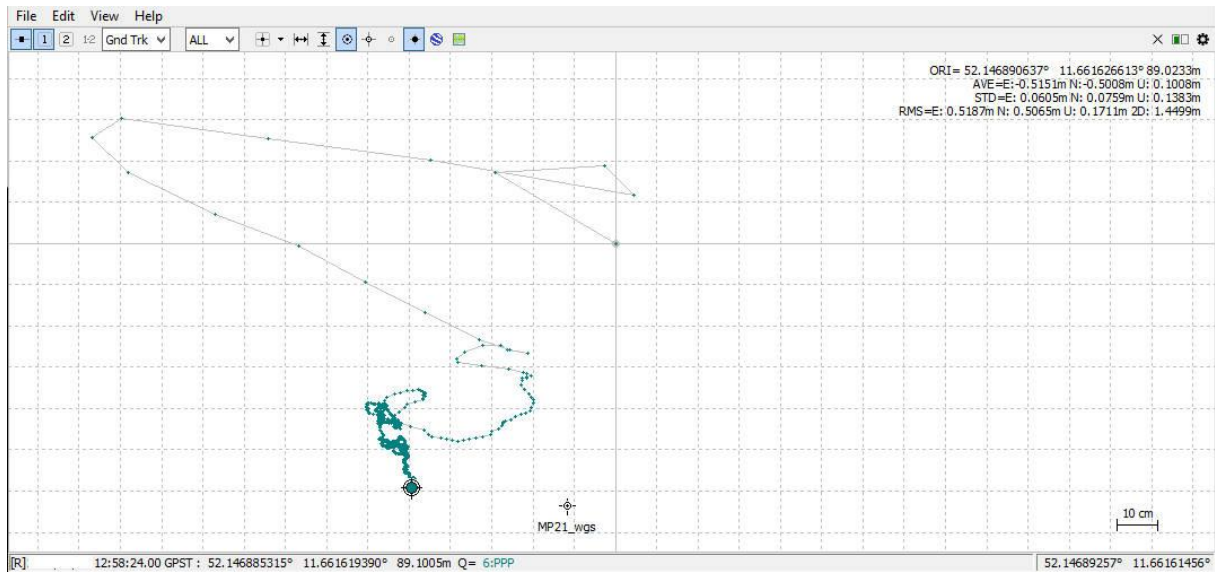 File Edit View Help
1 2 1-2 Gnd Trk ALL
ORI= 52.146890637° 11.661626613° 89.0233m
AVE=E:-0.5151m N:-0.5008m U: 0.1008m
STD=E: 0.0605m N: 0.0759m U: 0.1383m
RMS=E: 0.5187m N: 0.5065m U: 0.1711m 2D: 1.4499m
MP21_wgs
10 cm
[R] 12:58:24.00 GPST : 52.146885315° 11.661619390° 89.1005m Q= 6:PPP
52.14689257° 11.66161456°